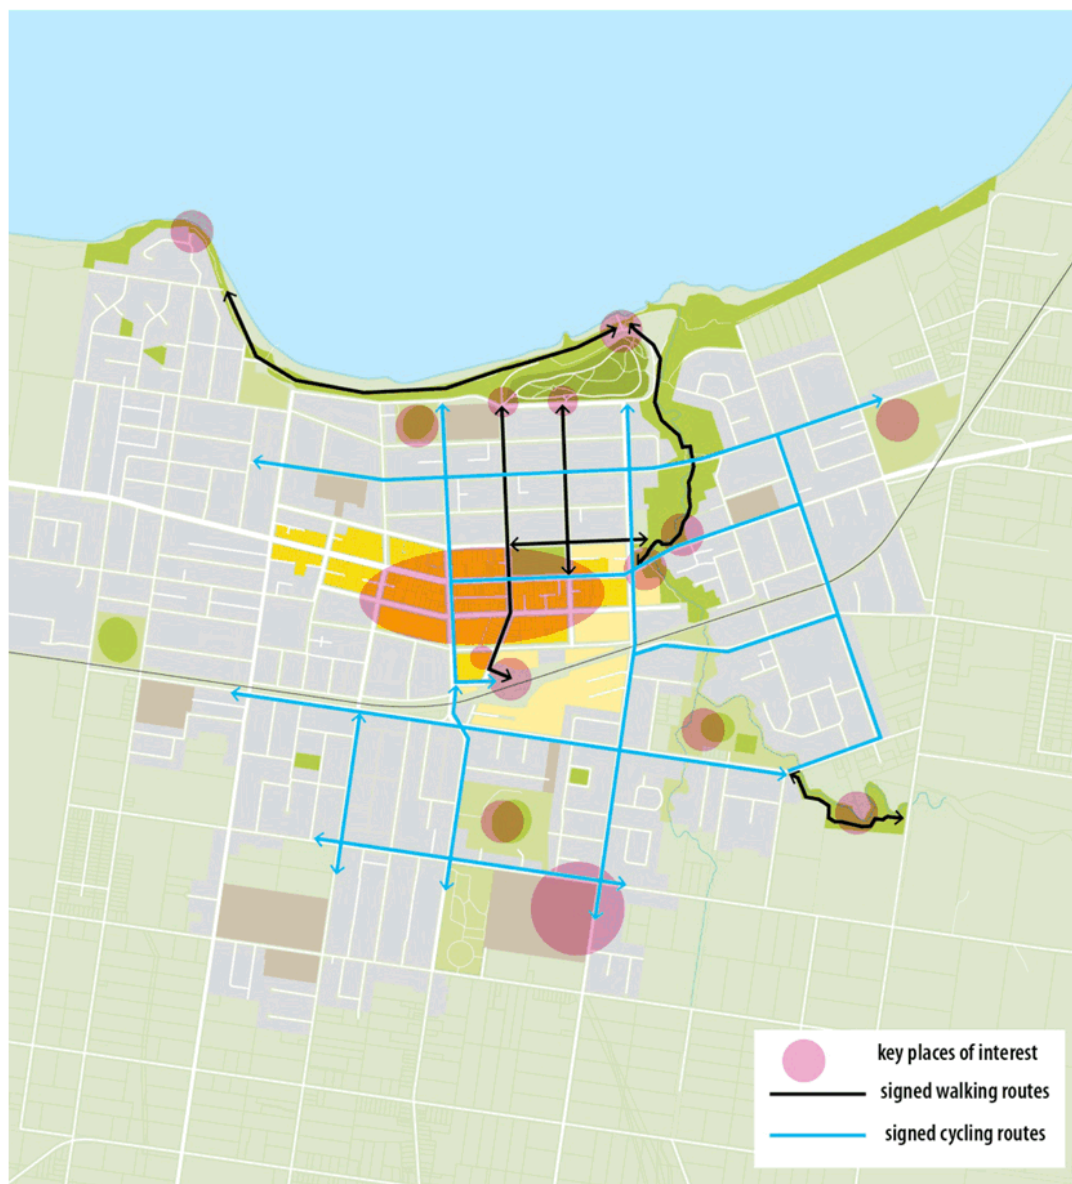 key places of interest
signed walking routes
signed cycling routes